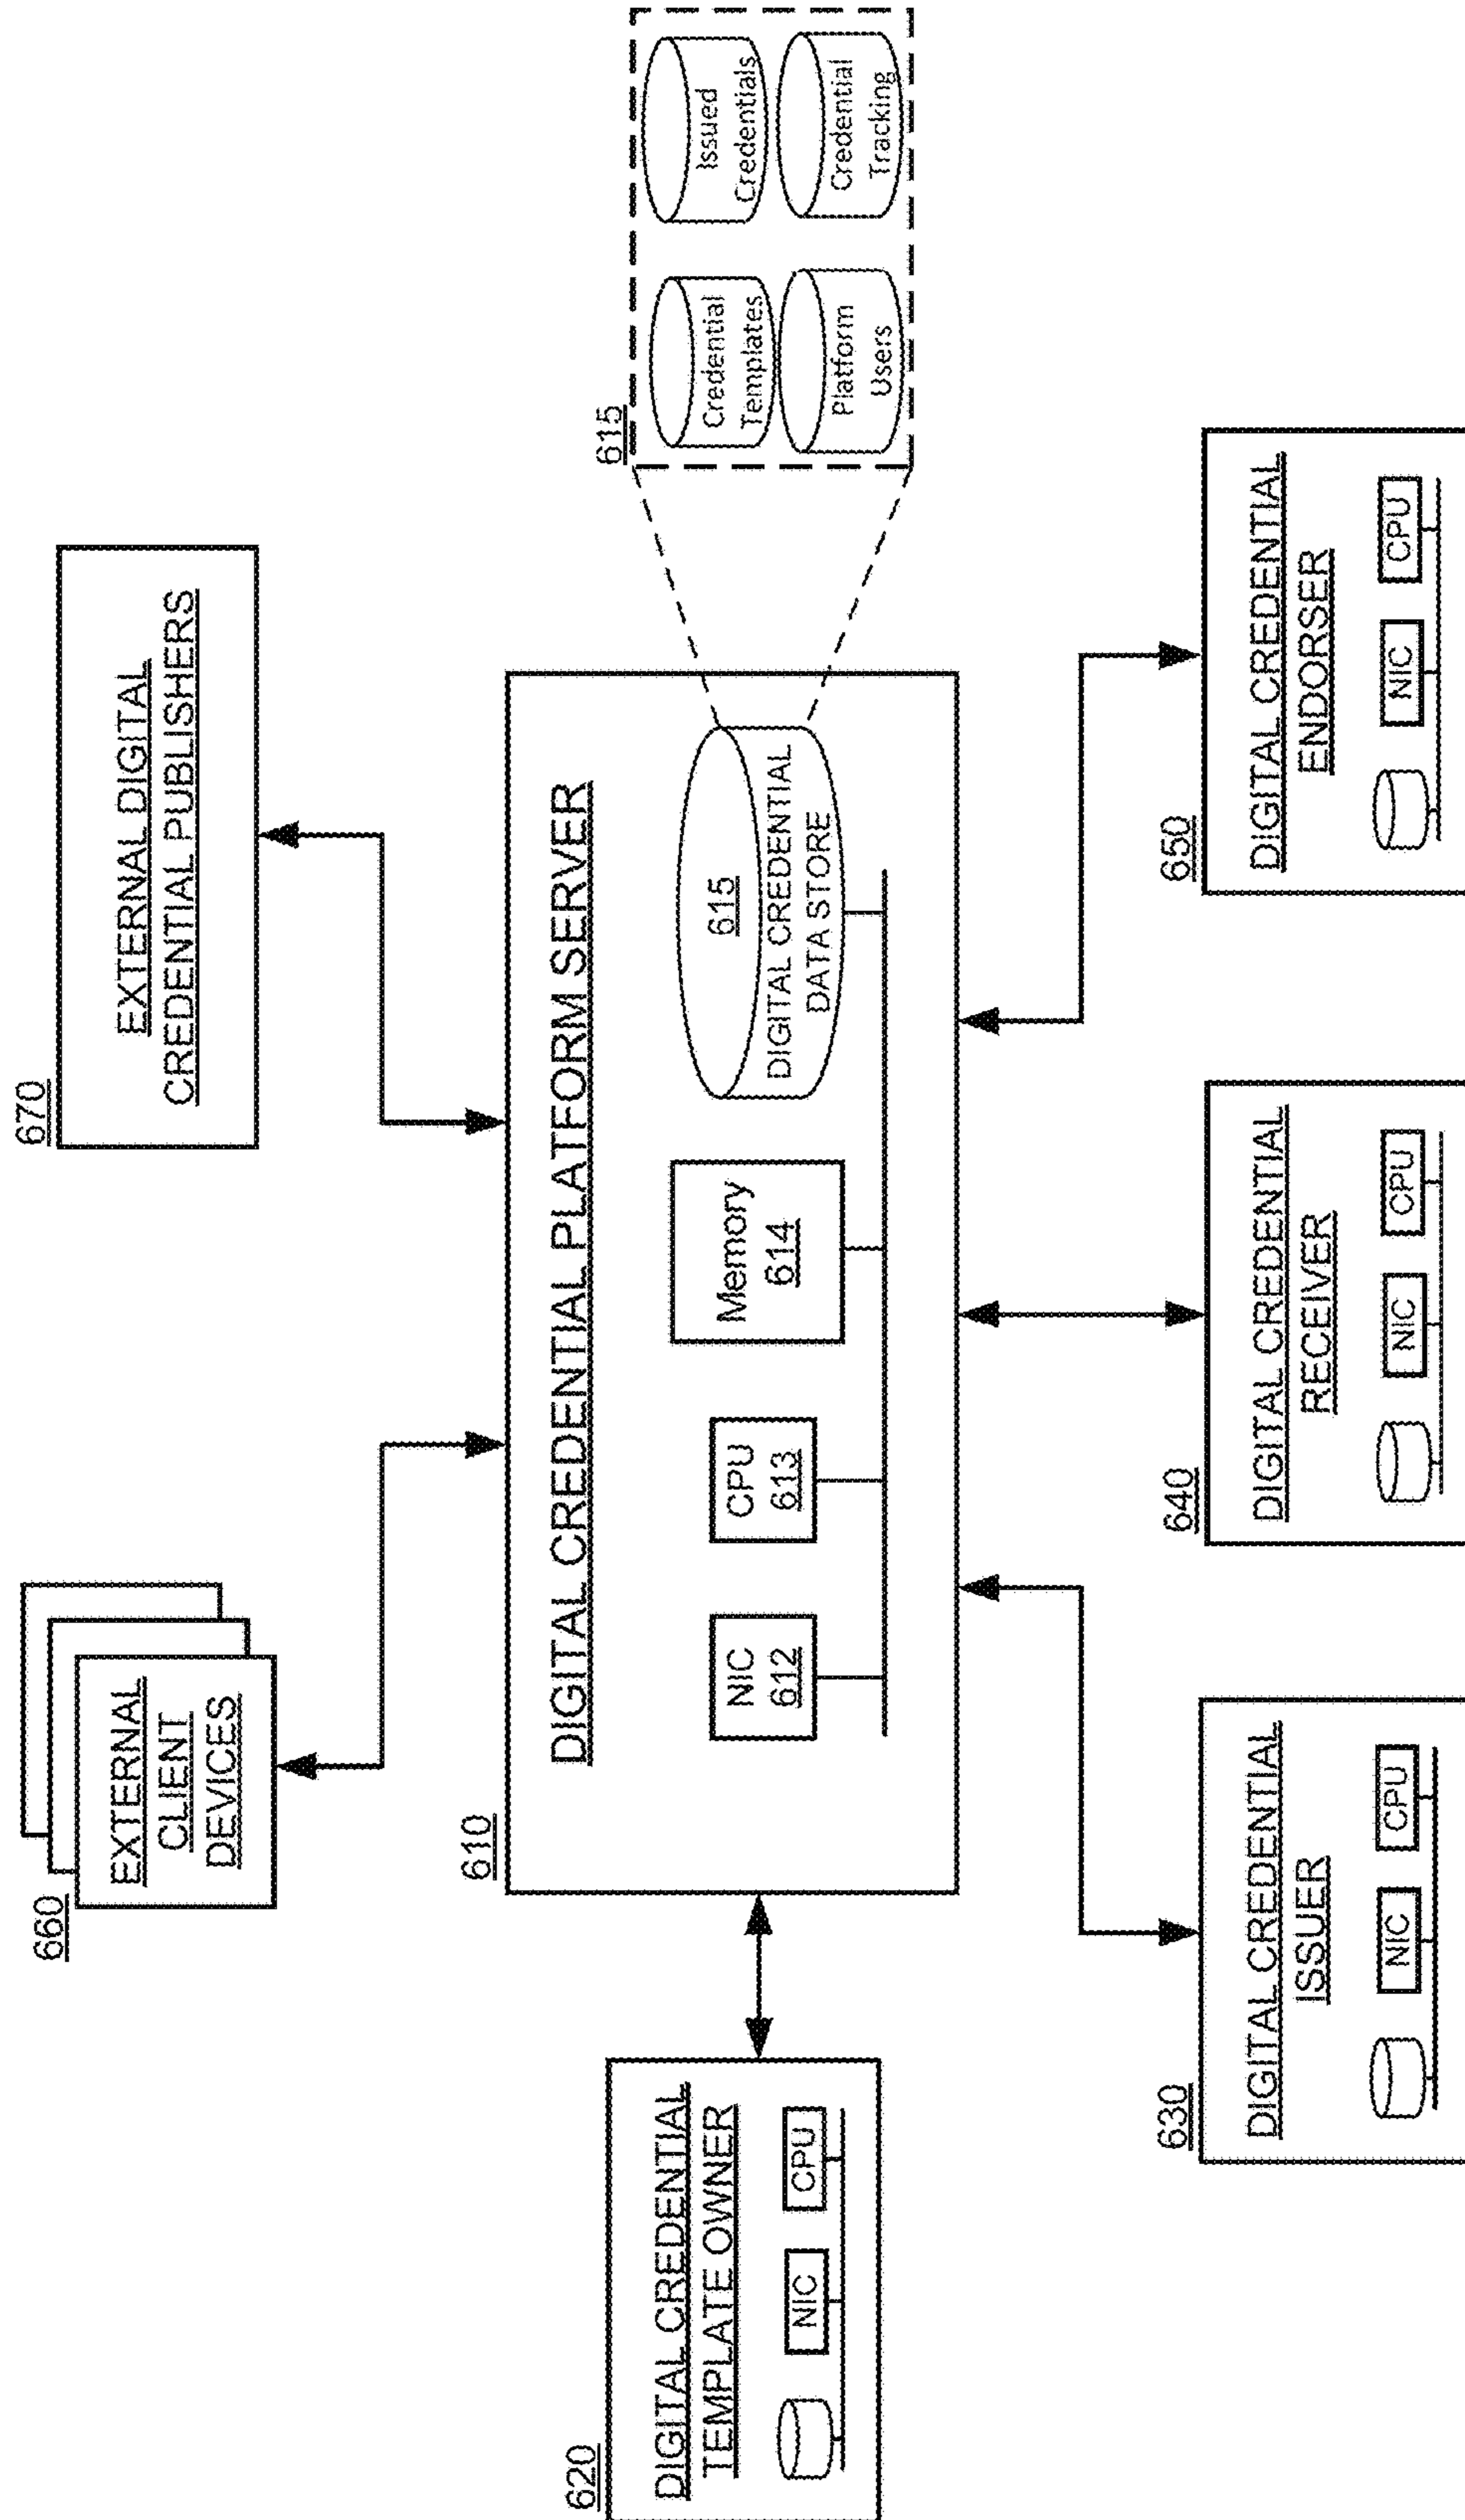 660
EXTERNAL
CLIENT
DEVICES
670
EXTERNAL DIGITAL
CREDENTIAL PUBLISHERS
620
DIGITAL CREDENTIAL
TEMPLATE OWNER
NIC
CPU
610
DIGITAL CREDENTIAL PLATFORM SERVER
NIC
612
CPU
613
Memory
614
615
DIGITAL CREDENTIAL
DATA STORE
615
Credential
Templates
Issued
Credentials
Platform
Users
Credential
Tracking
630
DIGITAL CREDENTIAL
ISSUER
NIC
CPU
640
DIGITAL CREDENTIAL
RECEIVER
NIC
CPU
650
DIGITAL CREDENTIAL
ENDORSER
NIC
CPU